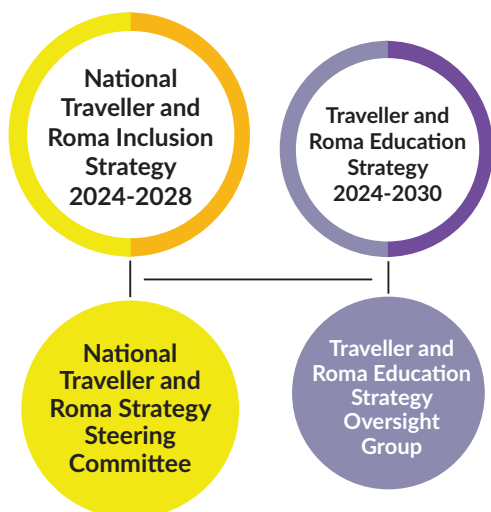 National
Traveller and
Roma Inclusion
Strategy
2024-2028
Traveller and
Roma Education
Strategy
2024-2030
National
Traveller and
Roma Strategy
Steering
Committee
Traveller and
Roma Education
Strategy
Oversight
Group